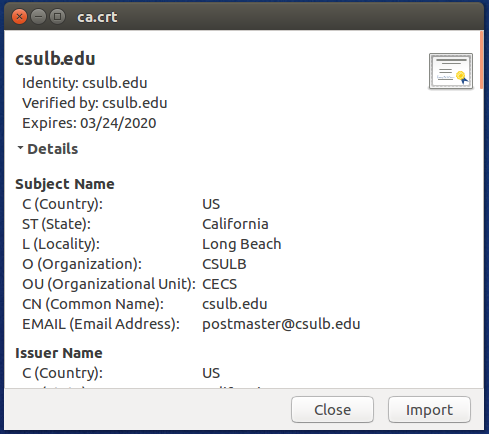 ca.crt
csulb.edu
Identity: csulb.edu
Verified by: csulb.edu
Expires: 03/24/2020
Details
Subject Name
C (Country): US
ST (State): California
L (Locality): Long Beach
O (Organization): CSULB
OU (Organizational Unit): CECS
CN (Common Name): csulb.edu
EMAIL (Email Address): postmaster@csulb.edu
Issuer Name
C (Country): US
Close Import